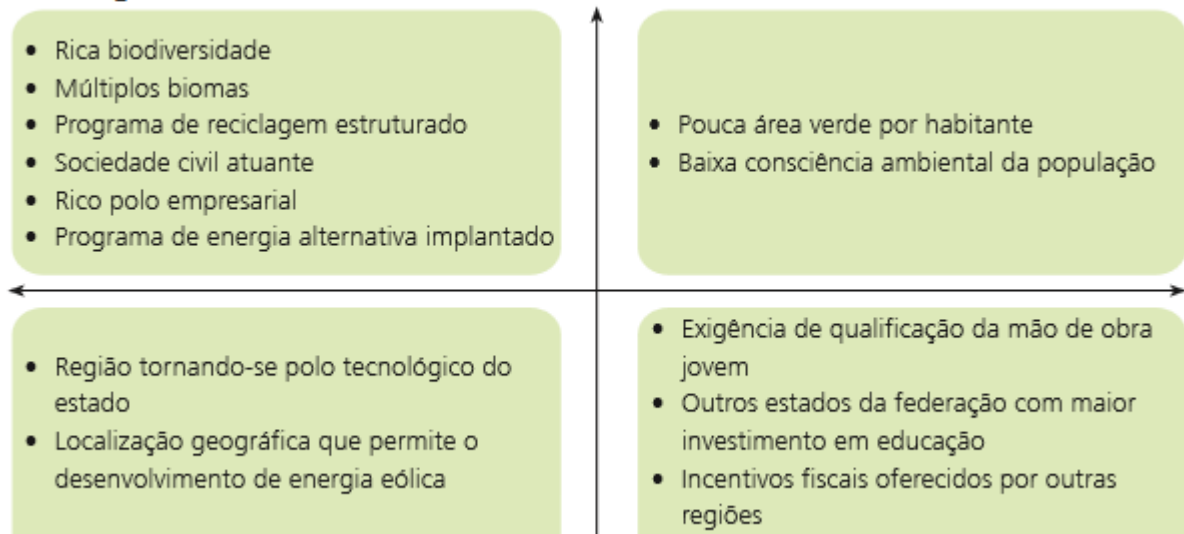 • Rica biodiversidade
• Múltiplos biomas
• Programa de reciclagem estruturado
• Sociedade civil atuante
• Rico polo empresarial
• Programa de energia alternativa implantado
• Pouca área verde por habitante
• Baixa consciência ambiental da população
• Região tornando-se polo tecnológico do
estado
• Localização geográfica que permite o
desenvolvimento de energia eólica
• Exigência de qualificação da mão de obra
jovem
• Outros estados da federação com maior
investimento em educação
• Incentivos fiscais oferecidos por outras
regiões